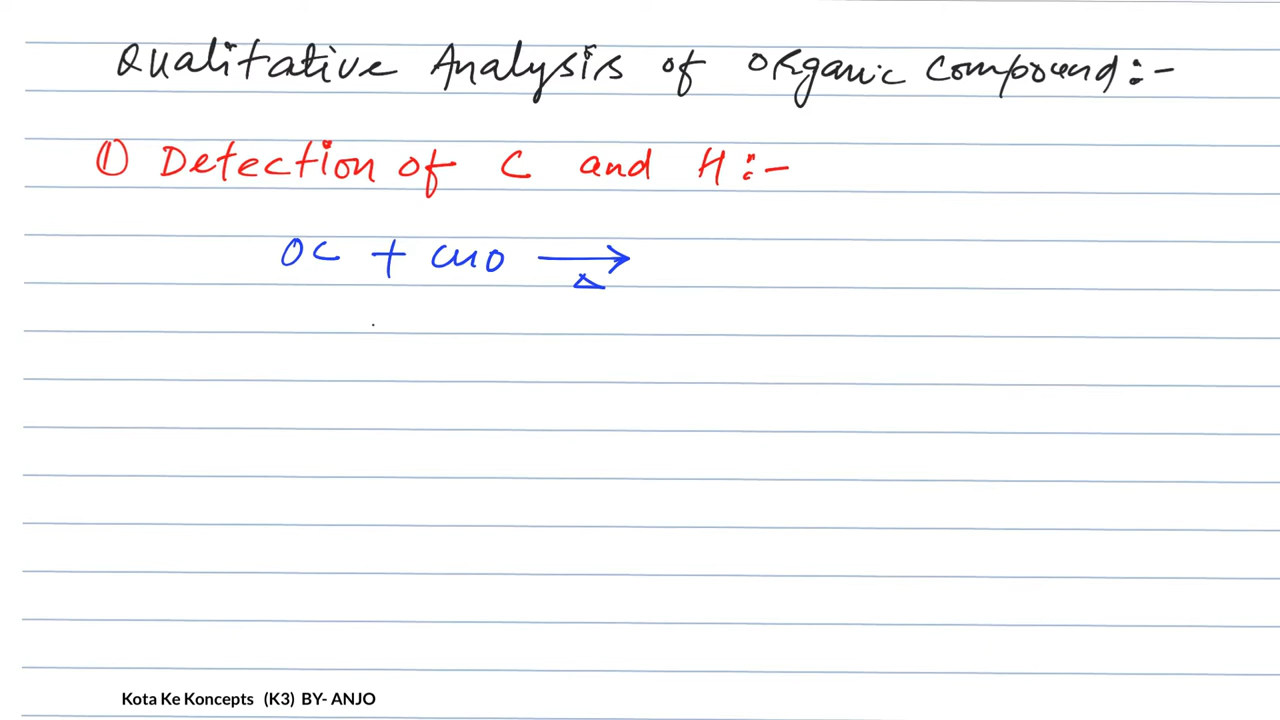 Qualitative Analysis of Organic Compound:-
① Detection of C and H:-
OC + CuO ⟶
Δ
Kota Ke Koncepts (K3) BY- ANJO